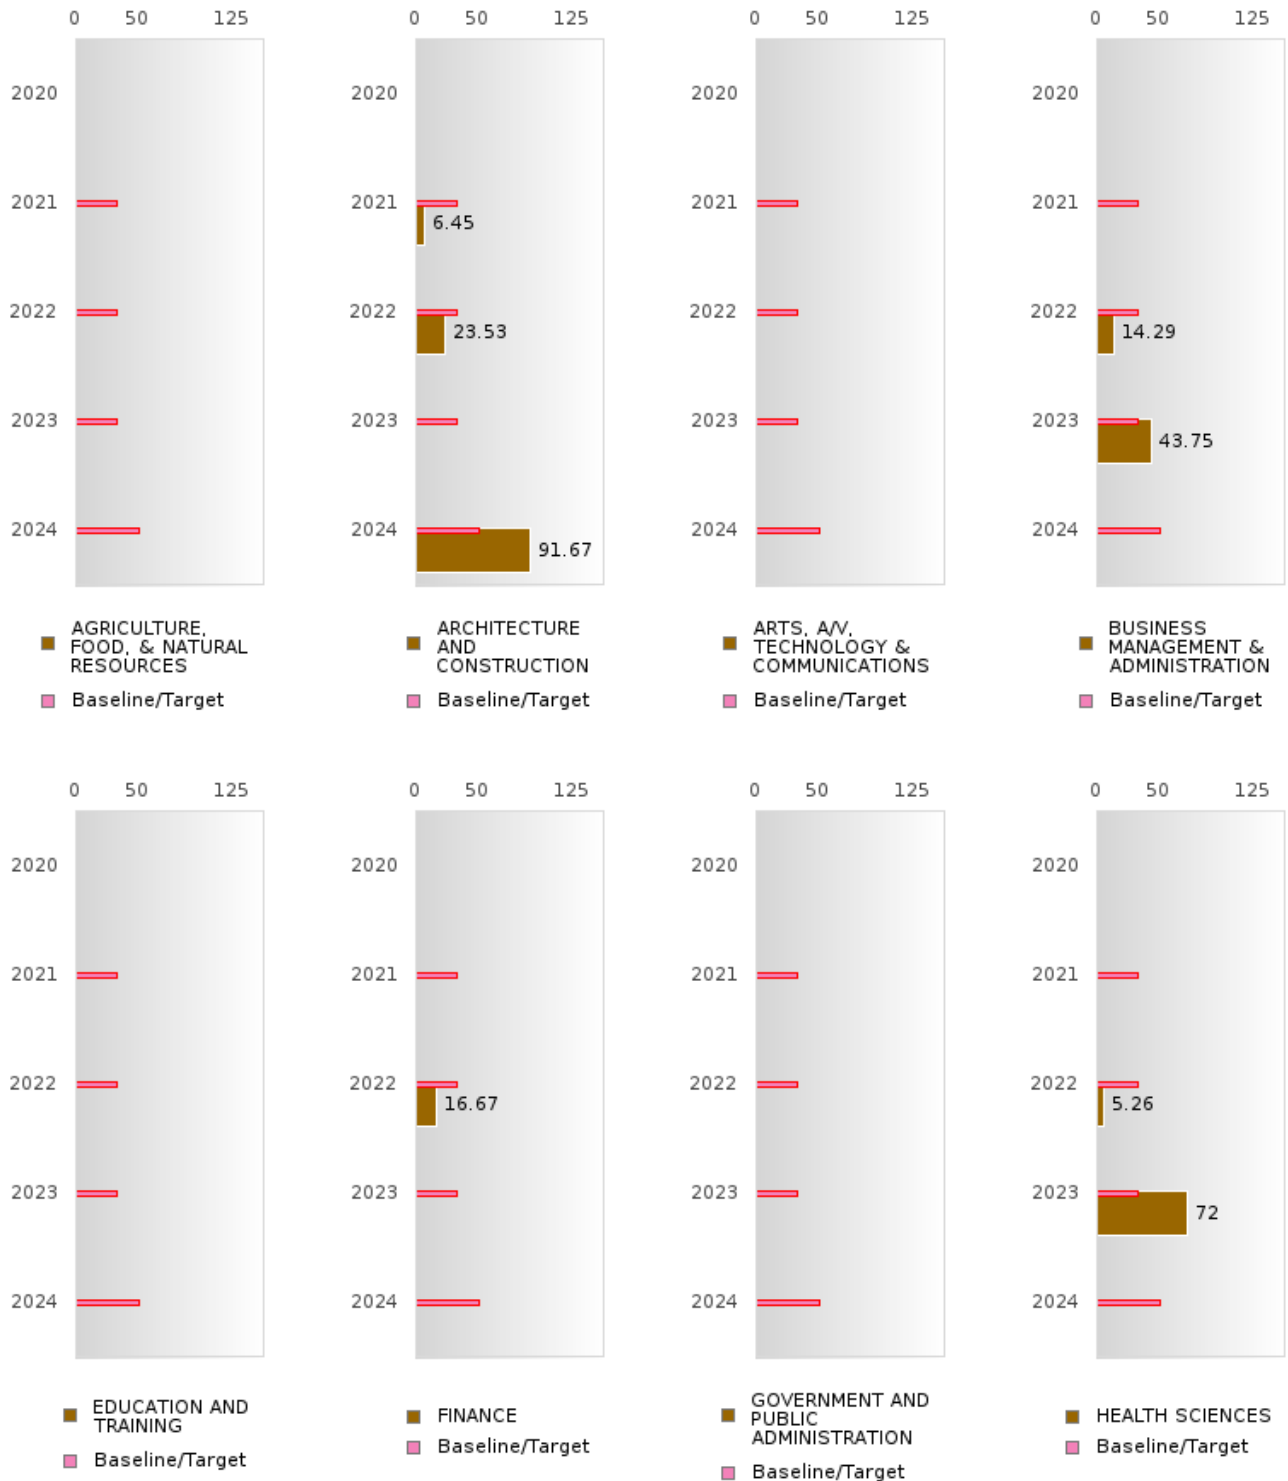 0 50 125
2020
2021
2022
2023
2024
AGRICULTURE,
FOOD, & NATURAL
RESOURCES
Baseline/Target
0 50 125
2020
2021
6.45
2022
23.53
2023
2024
91.67
ARCHITECTURE
AND
CONSTRUCTION
Baseline/Target
0 50 125
2020
2021
2022
2023
2024
ARTS, A/V,
TECHNOLOGY &
COMMUNICATIONS
Baseline/Target
0 50 125
2020
2021
2022
14.29
2023
43.75
2024
BUSINESS
MANAGEMENT &
ADMINISTRATION
Baseline/Target
0 50 125
2020
2021
2022
2023
2024
EDUCATION AND
TRAINING
Baseline/Target
0 50 125
2020
2021
2022
16.67
2023
2024
FINANCE
Baseline/Target
0 50 125
2020
2021
2022
2023
2024
GOVERNMENT AND
PUBLIC
ADMINISTRATION
Baseline/Target
0 50 125
2020
2021
2022
5.26
2023
72
2024
HEALTH SCIENCES
Baseline/Target